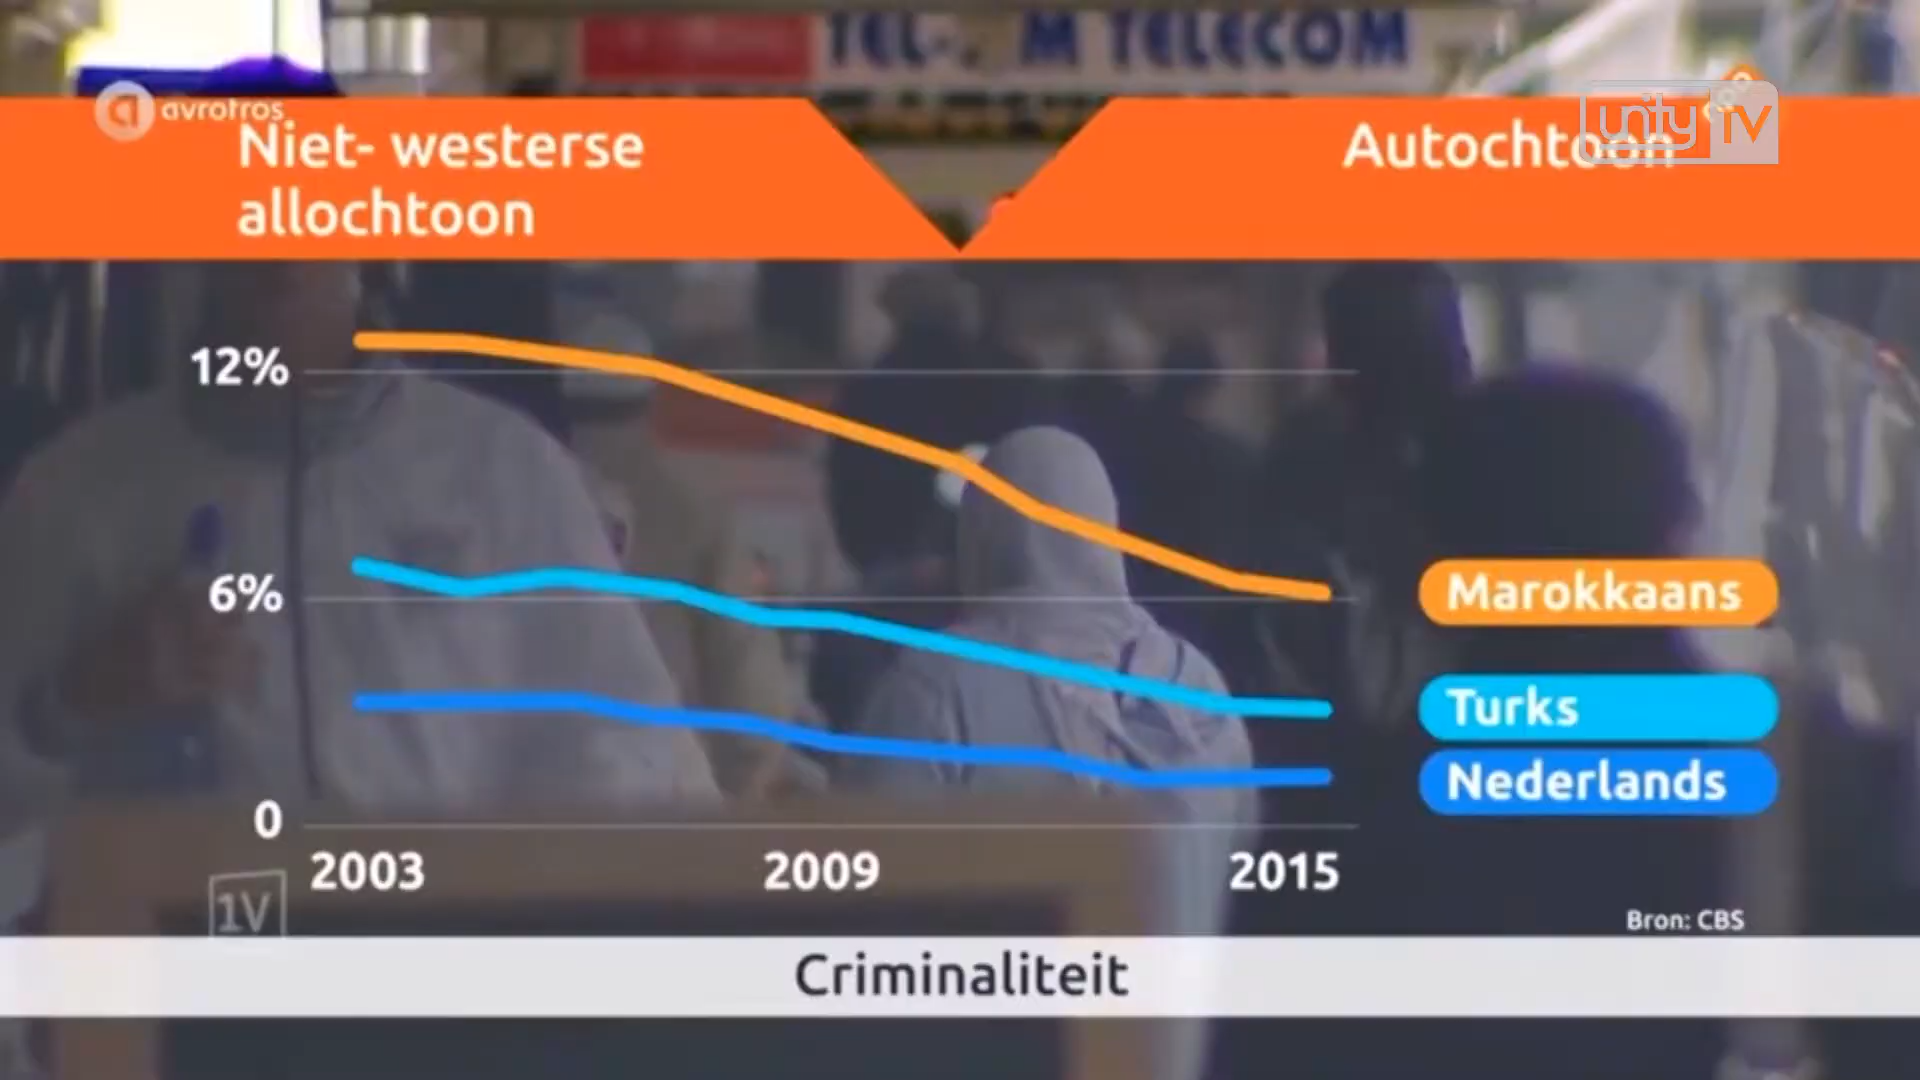 TELECOM
avrotros
unity TV
Niet- westerse
allochtoon
Autochtoon
12%
6%
0
2003
2009
2015
Marokkaans
Turks
Nederlands
1V
Bron: CBS
Criminaliteit